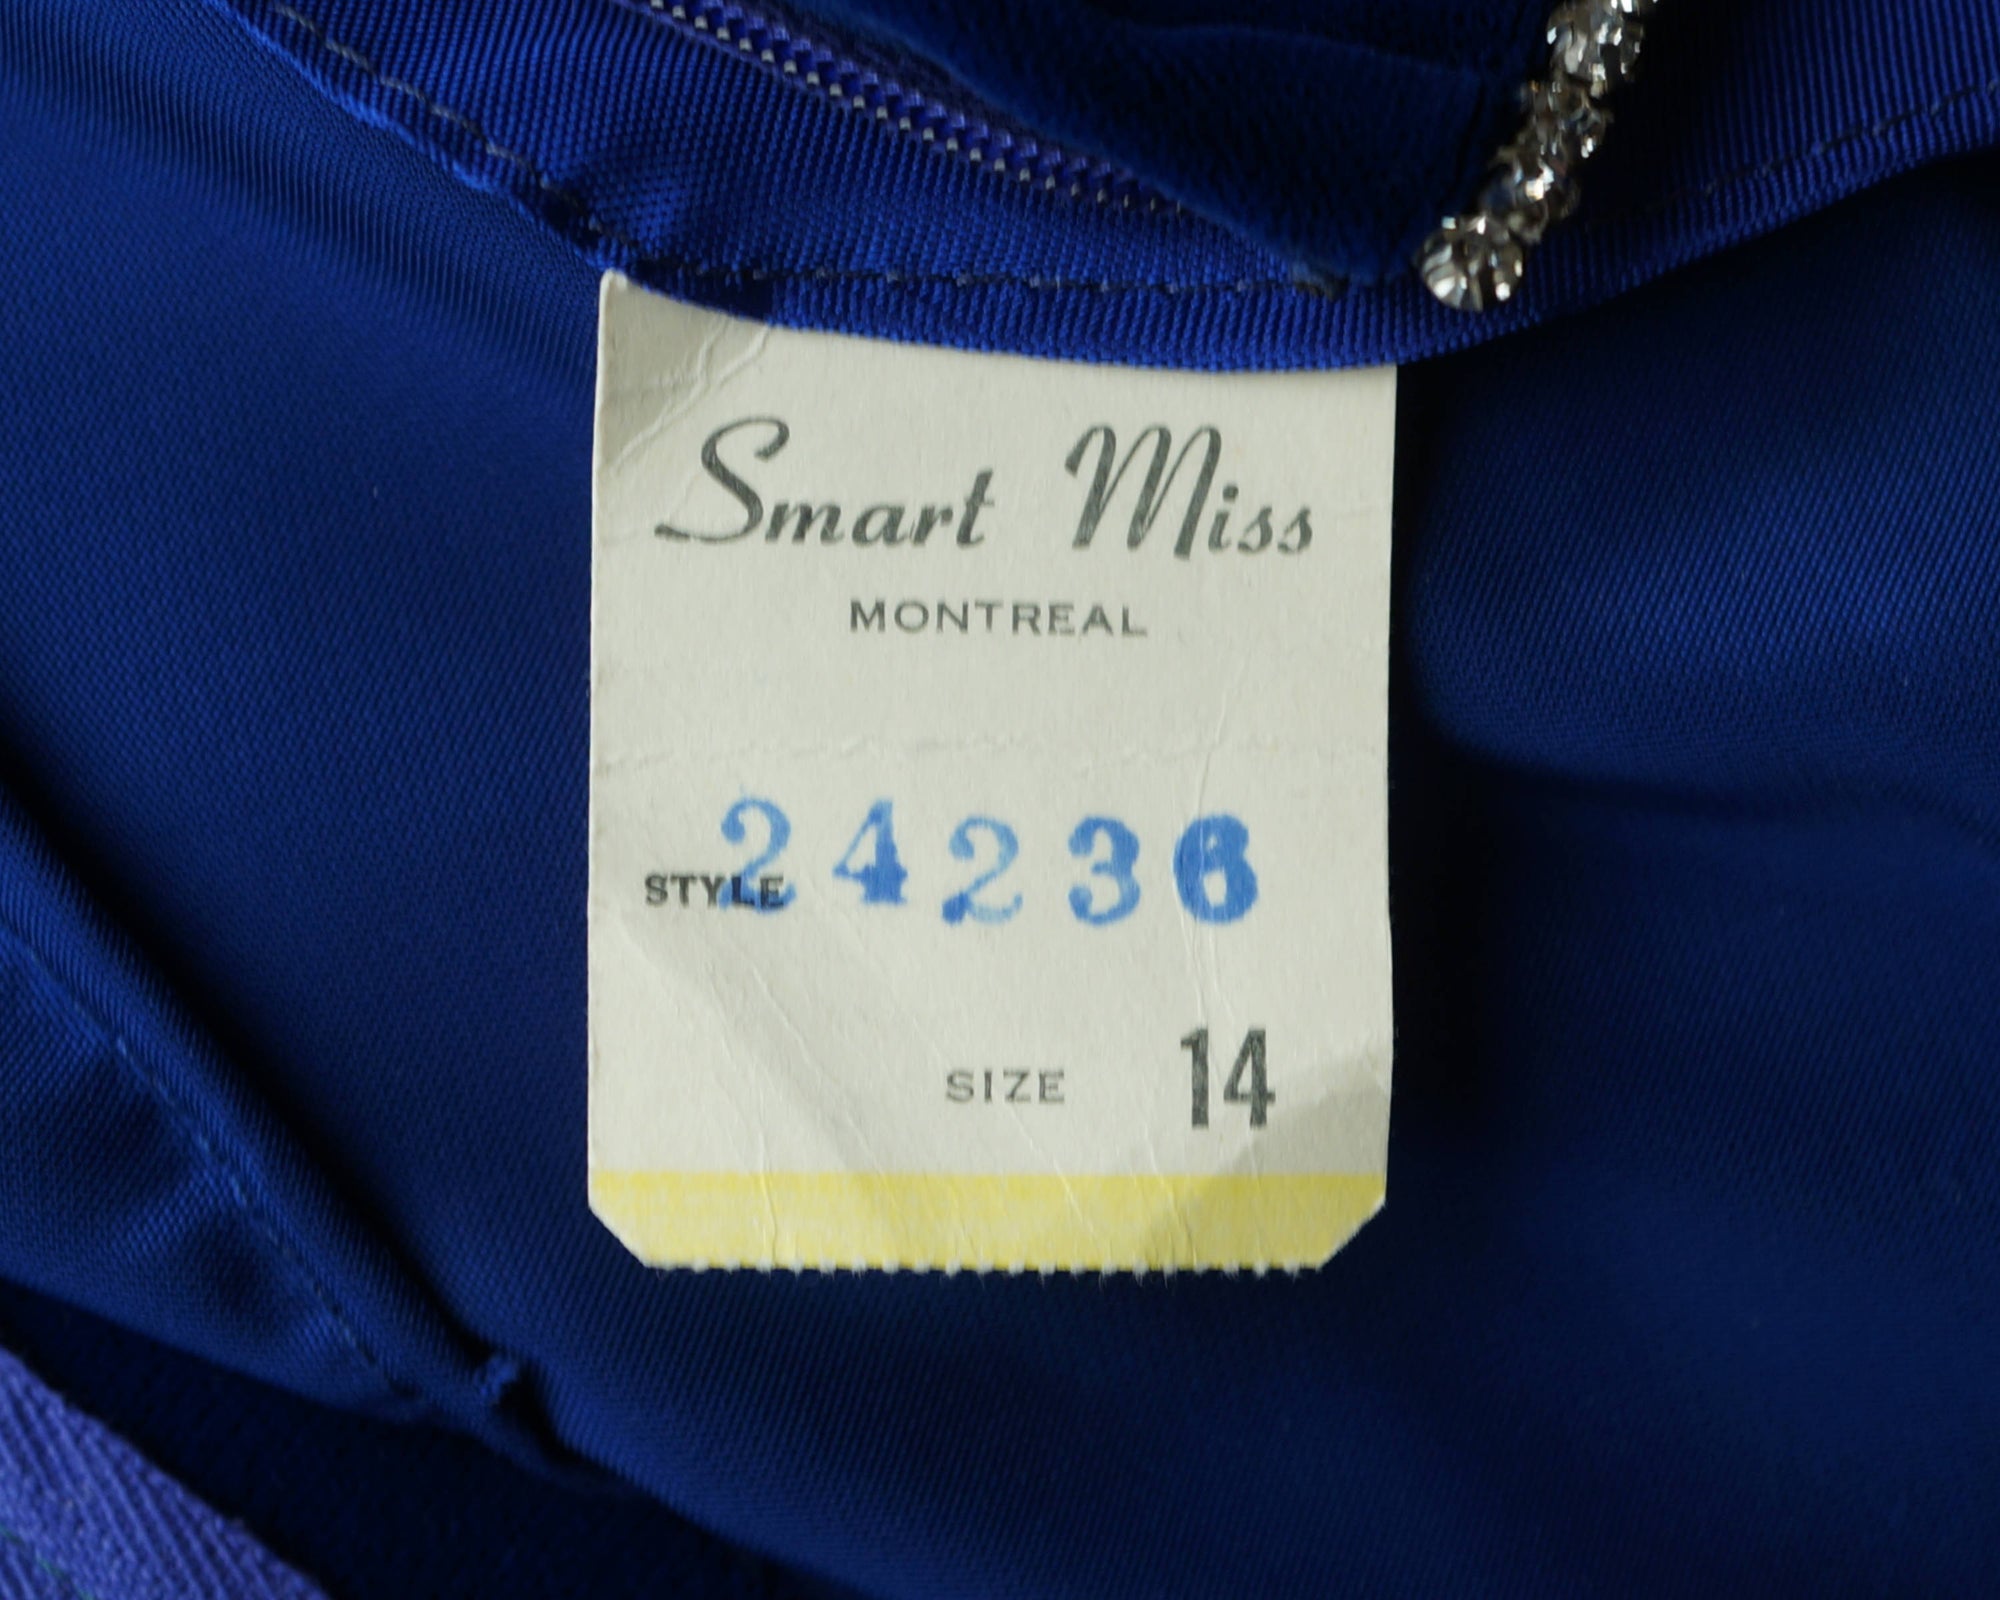 Smart Miss
MONTREAL
STYLE 24236
SIZE 14